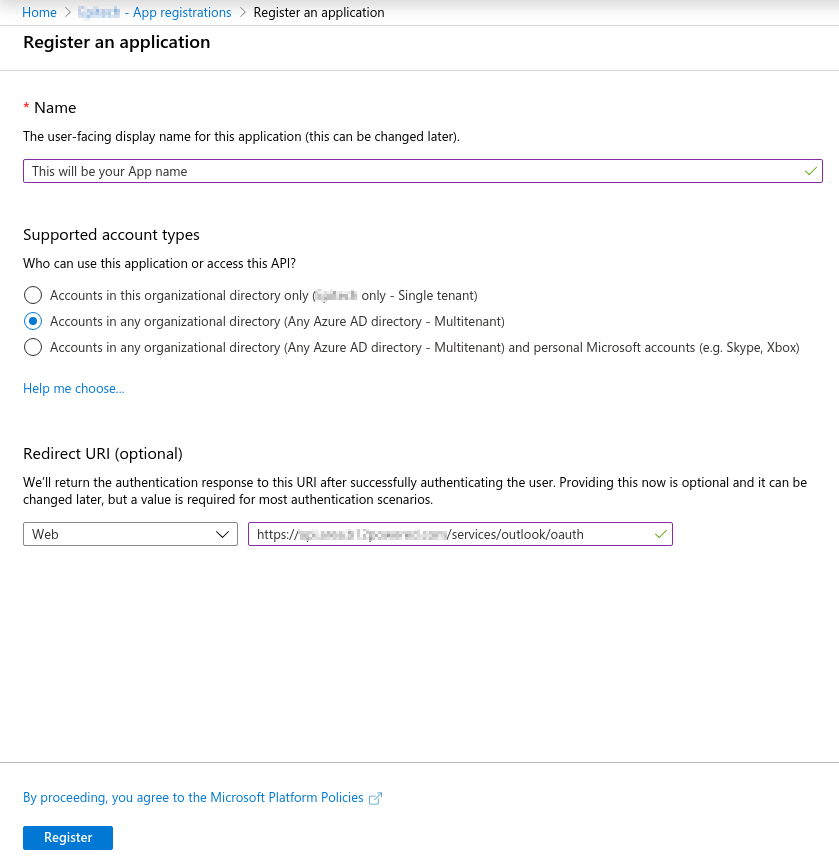 Home > - App registrations > Register an application
Register an application
* Name
The user-facing display name for this application (this can be changed later).
This will be your App name
Supported account types
Who can use this application or access this API?
Accounts in this organizational directory only ( only - Single tenant)
Accounts in any organizational directory (Any Azure AD directory - Multitenant)
Accounts in any organizational directory (Any Azure AD directory - Multitenant) and personal Microsoft accounts (e.g. Skype, Xbox)
Help me choose...
Redirect URI (optional)
We'll return the authentication response to this URI after successfully authenticating the user. Providing this now is optional and it can be
changed later, but a value is required for most authentication scenarios.
Web https:// /services/outlook/oauth
By proceeding, you agree to the Microsoft Platform Policies
Register